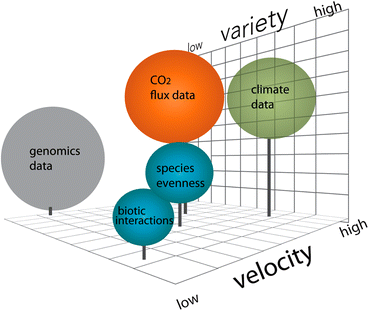 high
variety
low
CO2
flux data
climate
data
genomics
data
species
evenness
biotic
interactions
high
velocity
low